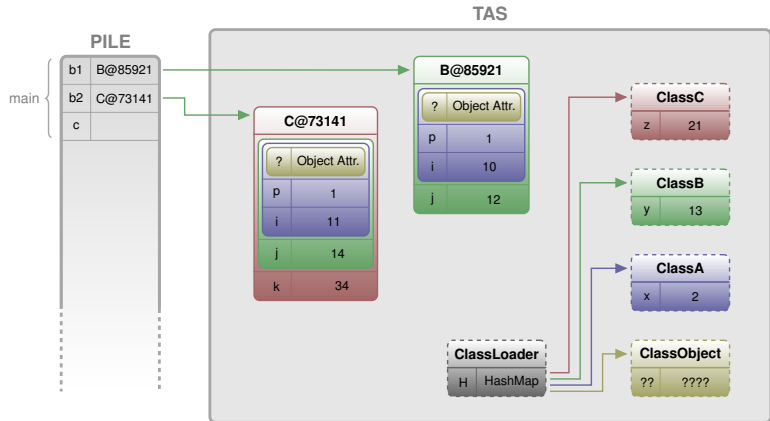 TAS
PILE
main
b1 B@85921
b2 C@73141
c
C@73141
? Object Attr.
p 1
i 11
j 14
k 34
B@85921
? Object Attr.
p 1
i 10
j 12
ClassC
z 21
ClassB
y 13
ClassA
x 2
ClassLoader
H HashMap
ClassObject
?? ????